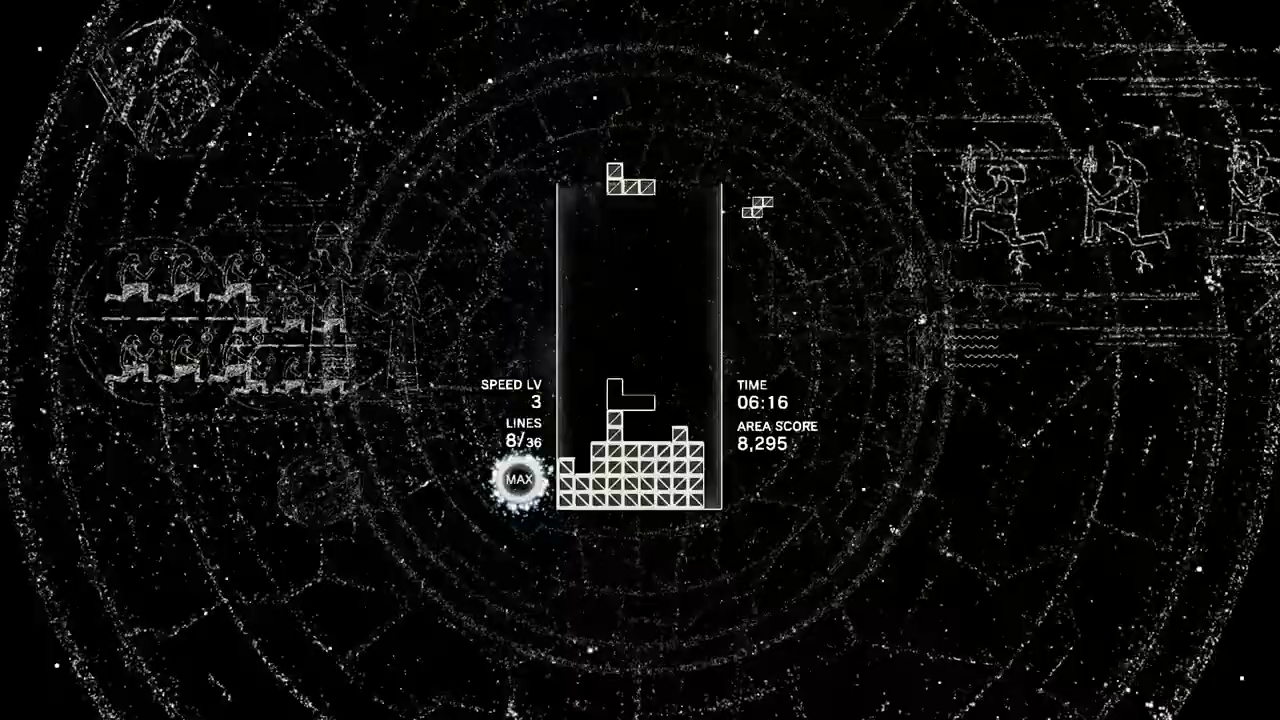 SPEED LV
3
LINES
8/36
MAX
TIME
06:16
AREA SCORE
8,295